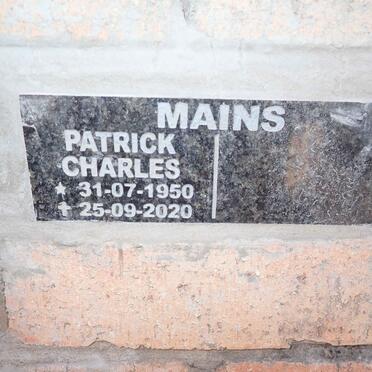 MAINS
PATRICK
CHARLES
★ 31-07-1950
✝ 25-09-2020